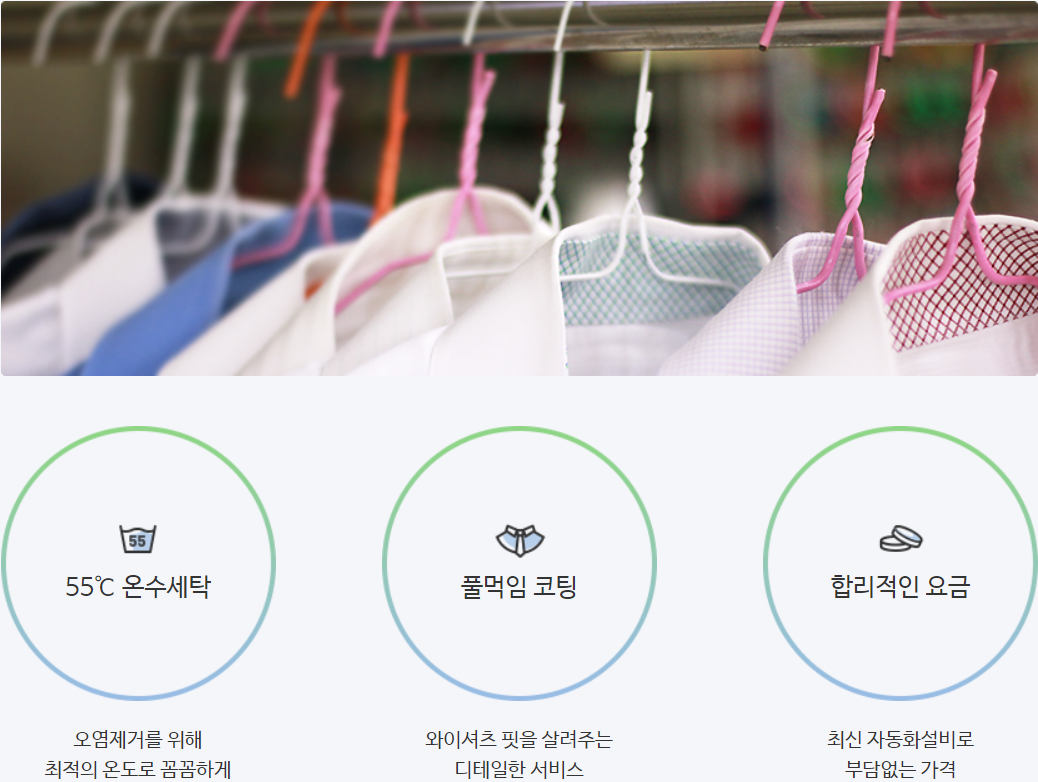 55
55℃ 온수세탁
풀먹임 코팅
합리적인 요금
오염제거를 위해
최적의 온도로 꼼꼼하게
와이셔츠 핏을 살려주는
디테일한 서비스
최신 자동화설비로
부담없는 가격